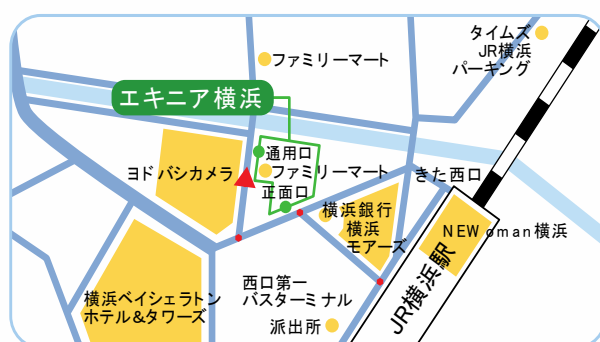 タイムズ
JR横浜
パーキング
ファミリーマート
エキニア横浜
通用口
ファミリーマート
ヨドバシカメラ
正面口
きた西口
横浜銀行
横浜
モアーズ
NEWoman横浜
JR横浜駅
西口第一
バスターミナル
横浜ベイシェラトン
ホテル&タワーズ
派出所